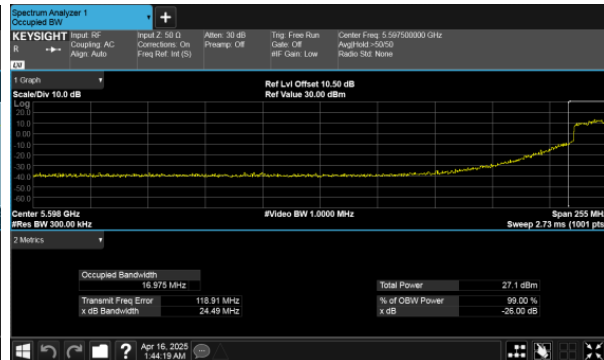 Spectrum Analyzer 1
Occupied BW
+
KEYSIGHT Input: RF Input Z: 50 Ω Atten: 30 dB Trig: Free Run Center Freq: 5.597500000 GHz
R Coupling: AC Corrections: On Preamp: Off Gate: Off Avg|Hold:>50/50
Align: Auto Freq Ref: Int (S) #IF Gain: Low Radio Std: None
LXI
1 Graph
Ref Lvl Offset 10.50 dB
Scale/Div 10.0 dB Ref Value 30.00 dBm
Log
20.0
10.0
0.00
-10.0
-20.0
-30.0
-40.0
-50.0
-60.0
Center 5.598 GHz #Video BW 1.0000 MHz Span 255 MH
#Res BW 300.00 kHz Sweep 2.73 ms (1001 pts
2 Metrics
Occupied Bandwidth
16.975 MHz Total Power 27.1 dBm
Transmit Freq Error 118.91 MHz % of OBW Power 99.00 %
x dB Bandwidth 24.49 MHz x dB -26.00 dB
? Apr 16, 2025
1:44:19 AM